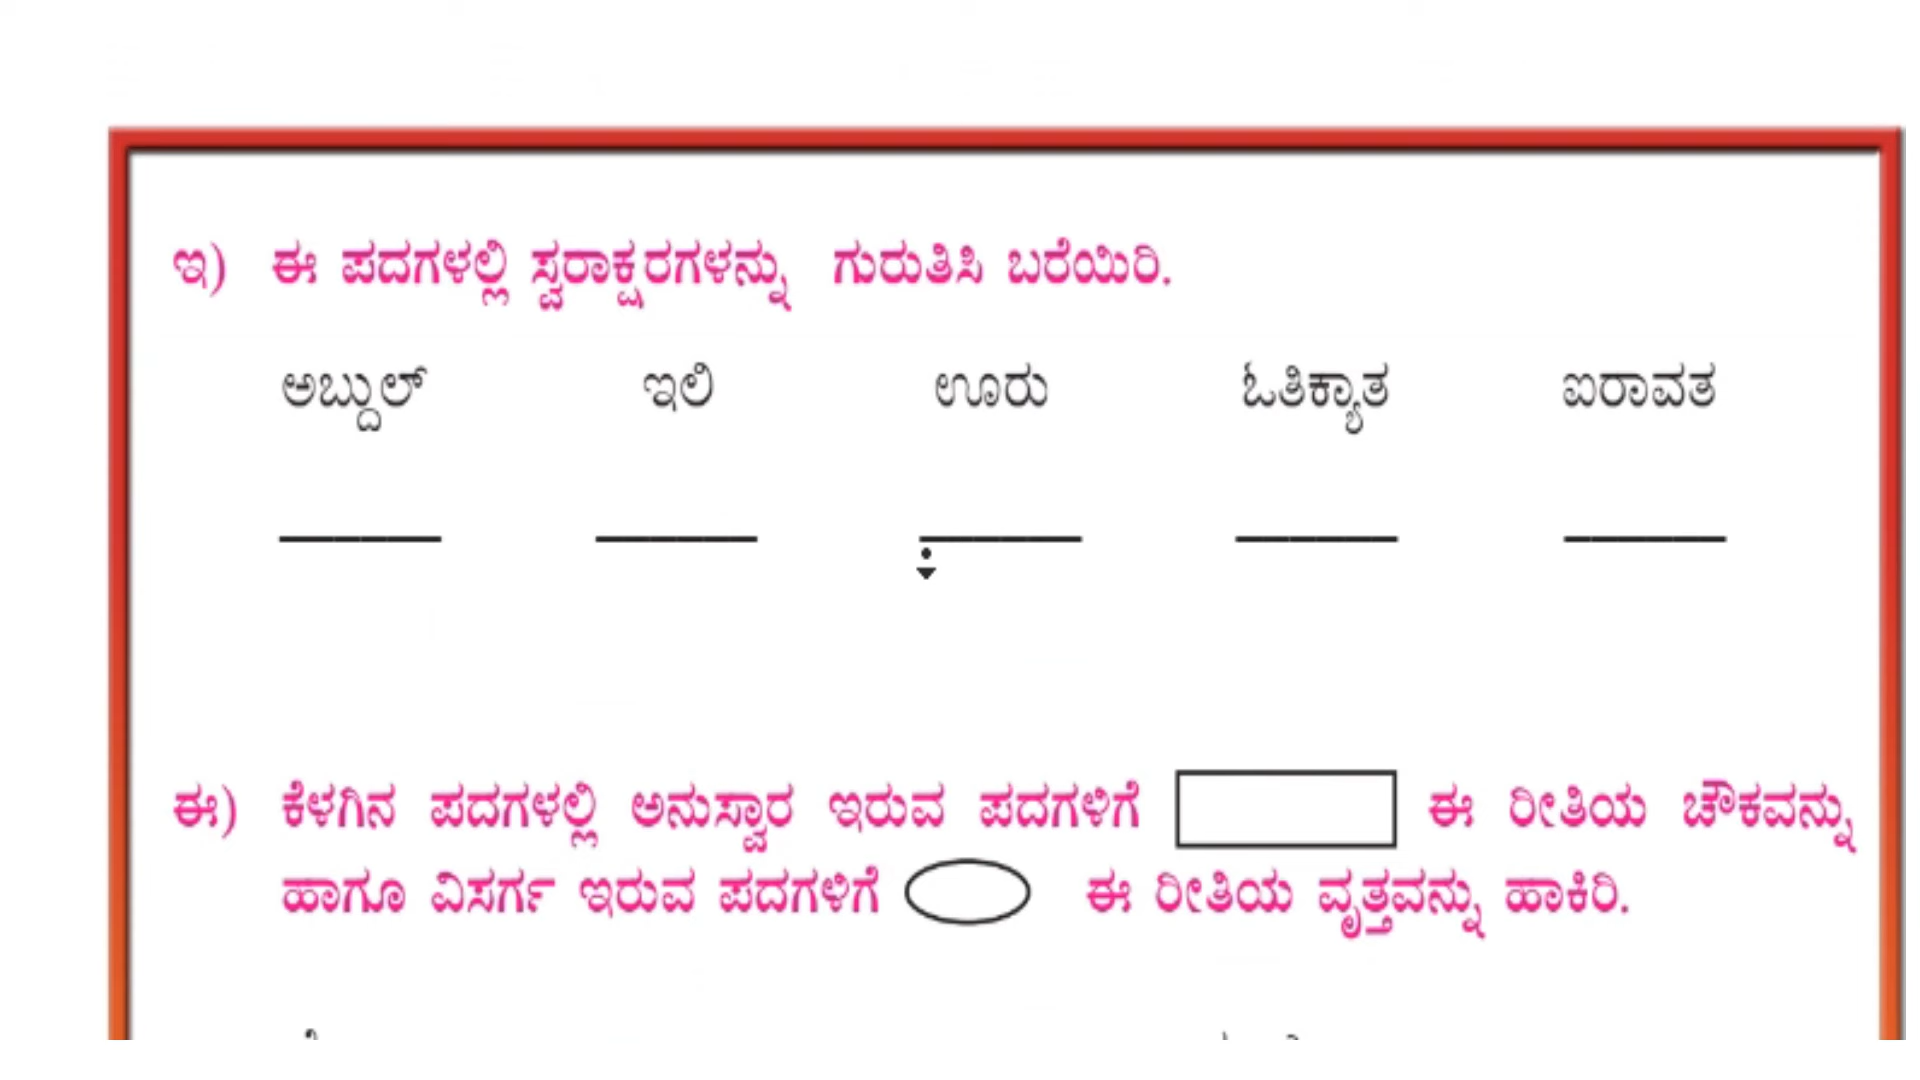 ಇ) ಈ ಪದಗಳಲ್ಲಿ ಸ್ವರಾಕ್ಷರಗಳನ್ನು ಗುರುತಿಸಿ ಬರೆಯಿರಿ.
ಅಬ್ದುಲ್ ಇಲಿ ಊರು ಓತಿಕ್ಯಾತ ಐರಾವತ
ಈ) ಕೆಳಗಿನ ಪದಗಳಲ್ಲಿ ಅನುಸ್ವಾರ ಇರುವ ಪದಗಳಿಗೆ ಈ ರೀತಿಯ ಚೌಕವನ್ನು
ಹಾಗೂ ವಿಸರ್ಗ ಇರುವ ಪದಗಳಿಗೆ ಈ ರೀತಿಯ ವೃತ್ತವನ್ನು ಹಾಕಿರಿ.